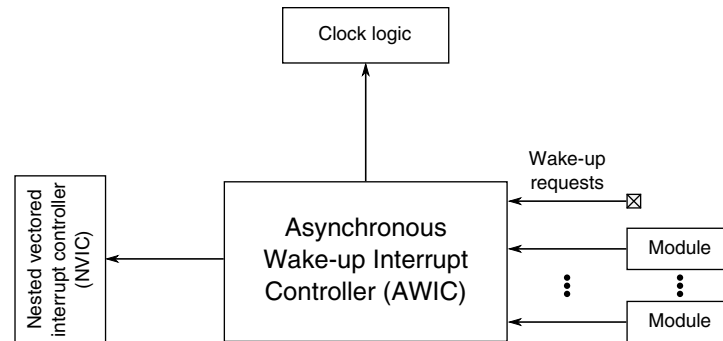 Clock logic
Nested vectored
interrupt controller
(NVIC)
Asynchronous
Wake-up Interrupt
Controller (AWIC)
Wake-up
requests
Module
Module